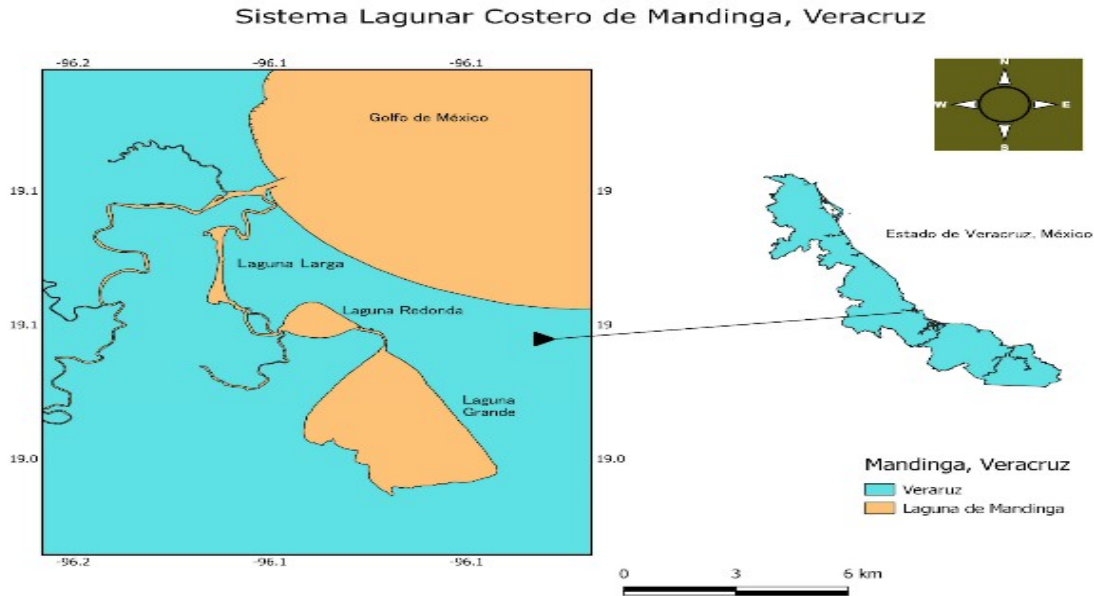 Sistema Lagunar Costero de Mandinga, Veracruz
-96.2 -96.1 -96.1
N
W E
S
Golfo de México
19.1 19
Estado de Veracruz, México
Laguna Larga
Laguna Redonda
19.1 19
Laguna
Grande
19.0 19.0
Mandinga, Veracruz
Veraruz
Laguna de Mandinga
-96.2 -96.1 -96.1
0 3 6 km